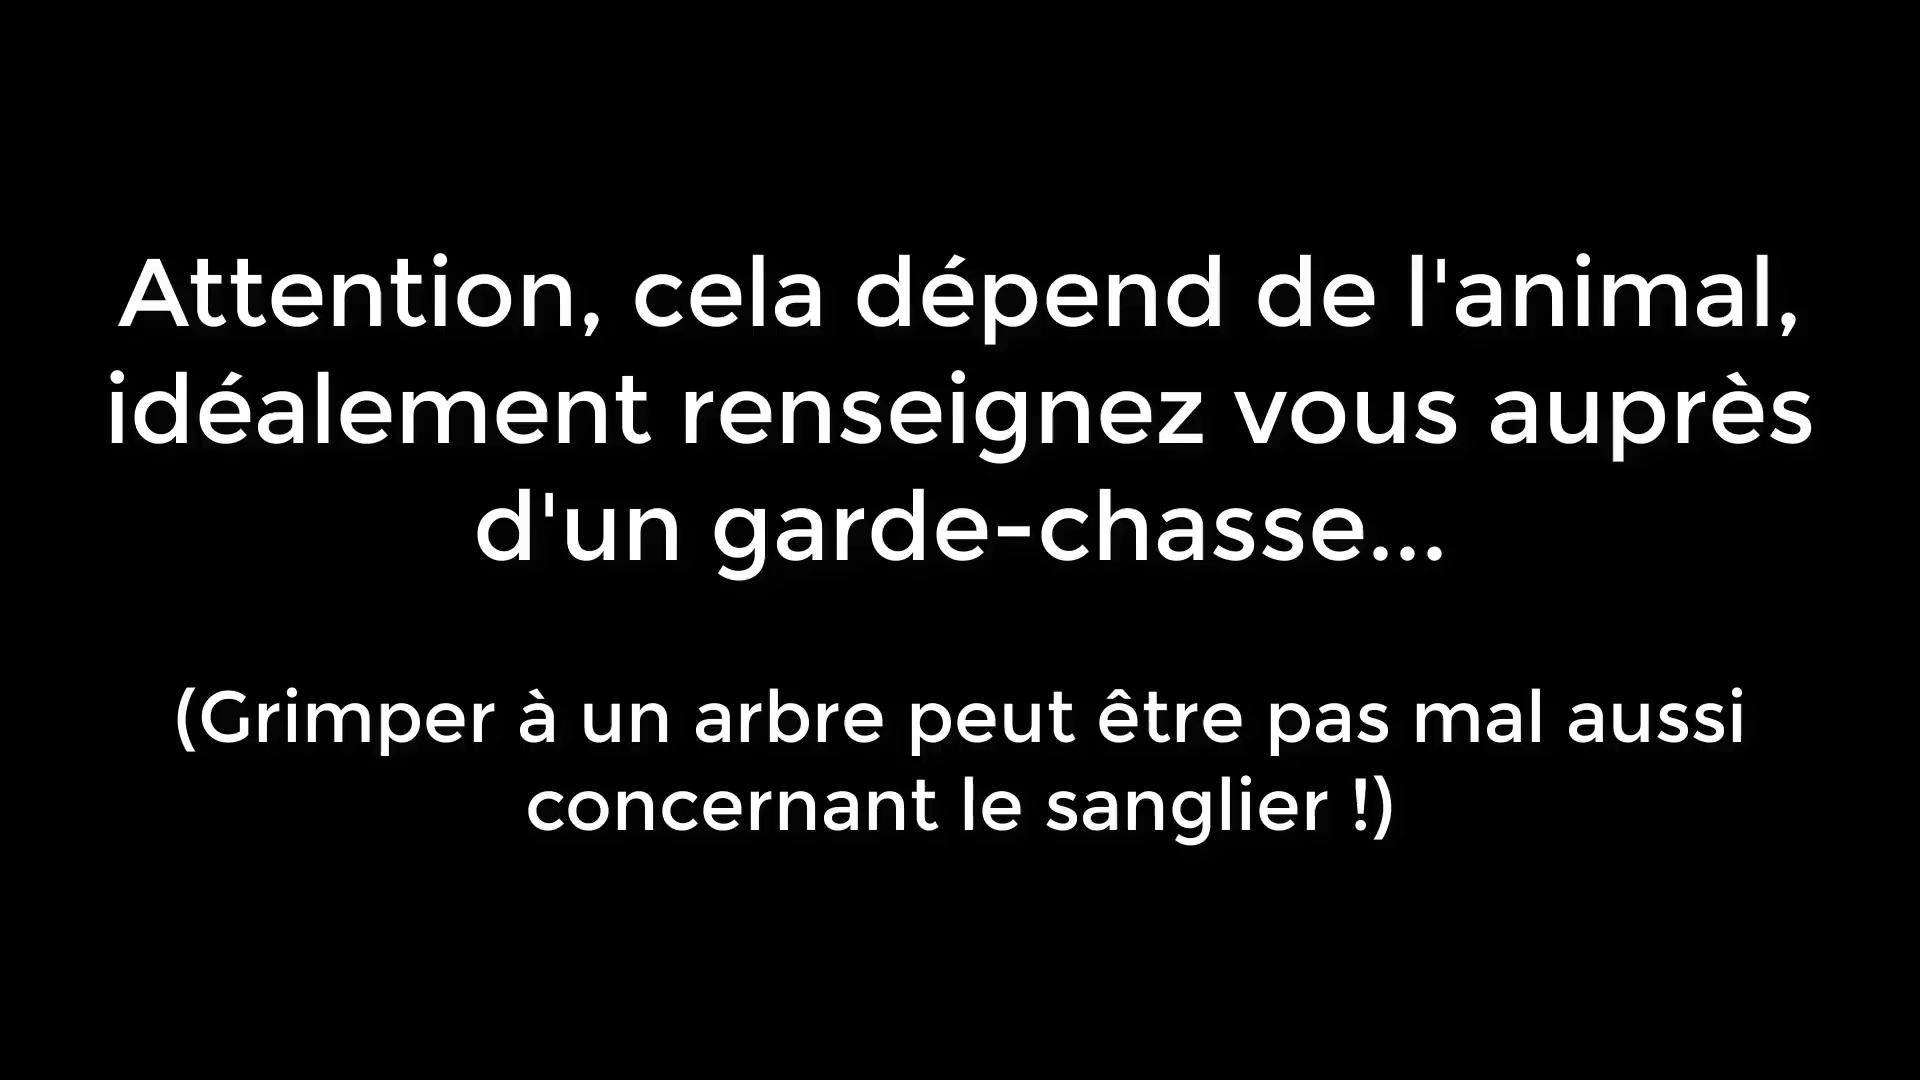 Attention, cela dépend de l'animal,
idéalement renseignez vous auprès
d'un garde-chasse...
(Grimper à un arbre peut être pas mal aussi
concernant le sanglier !)